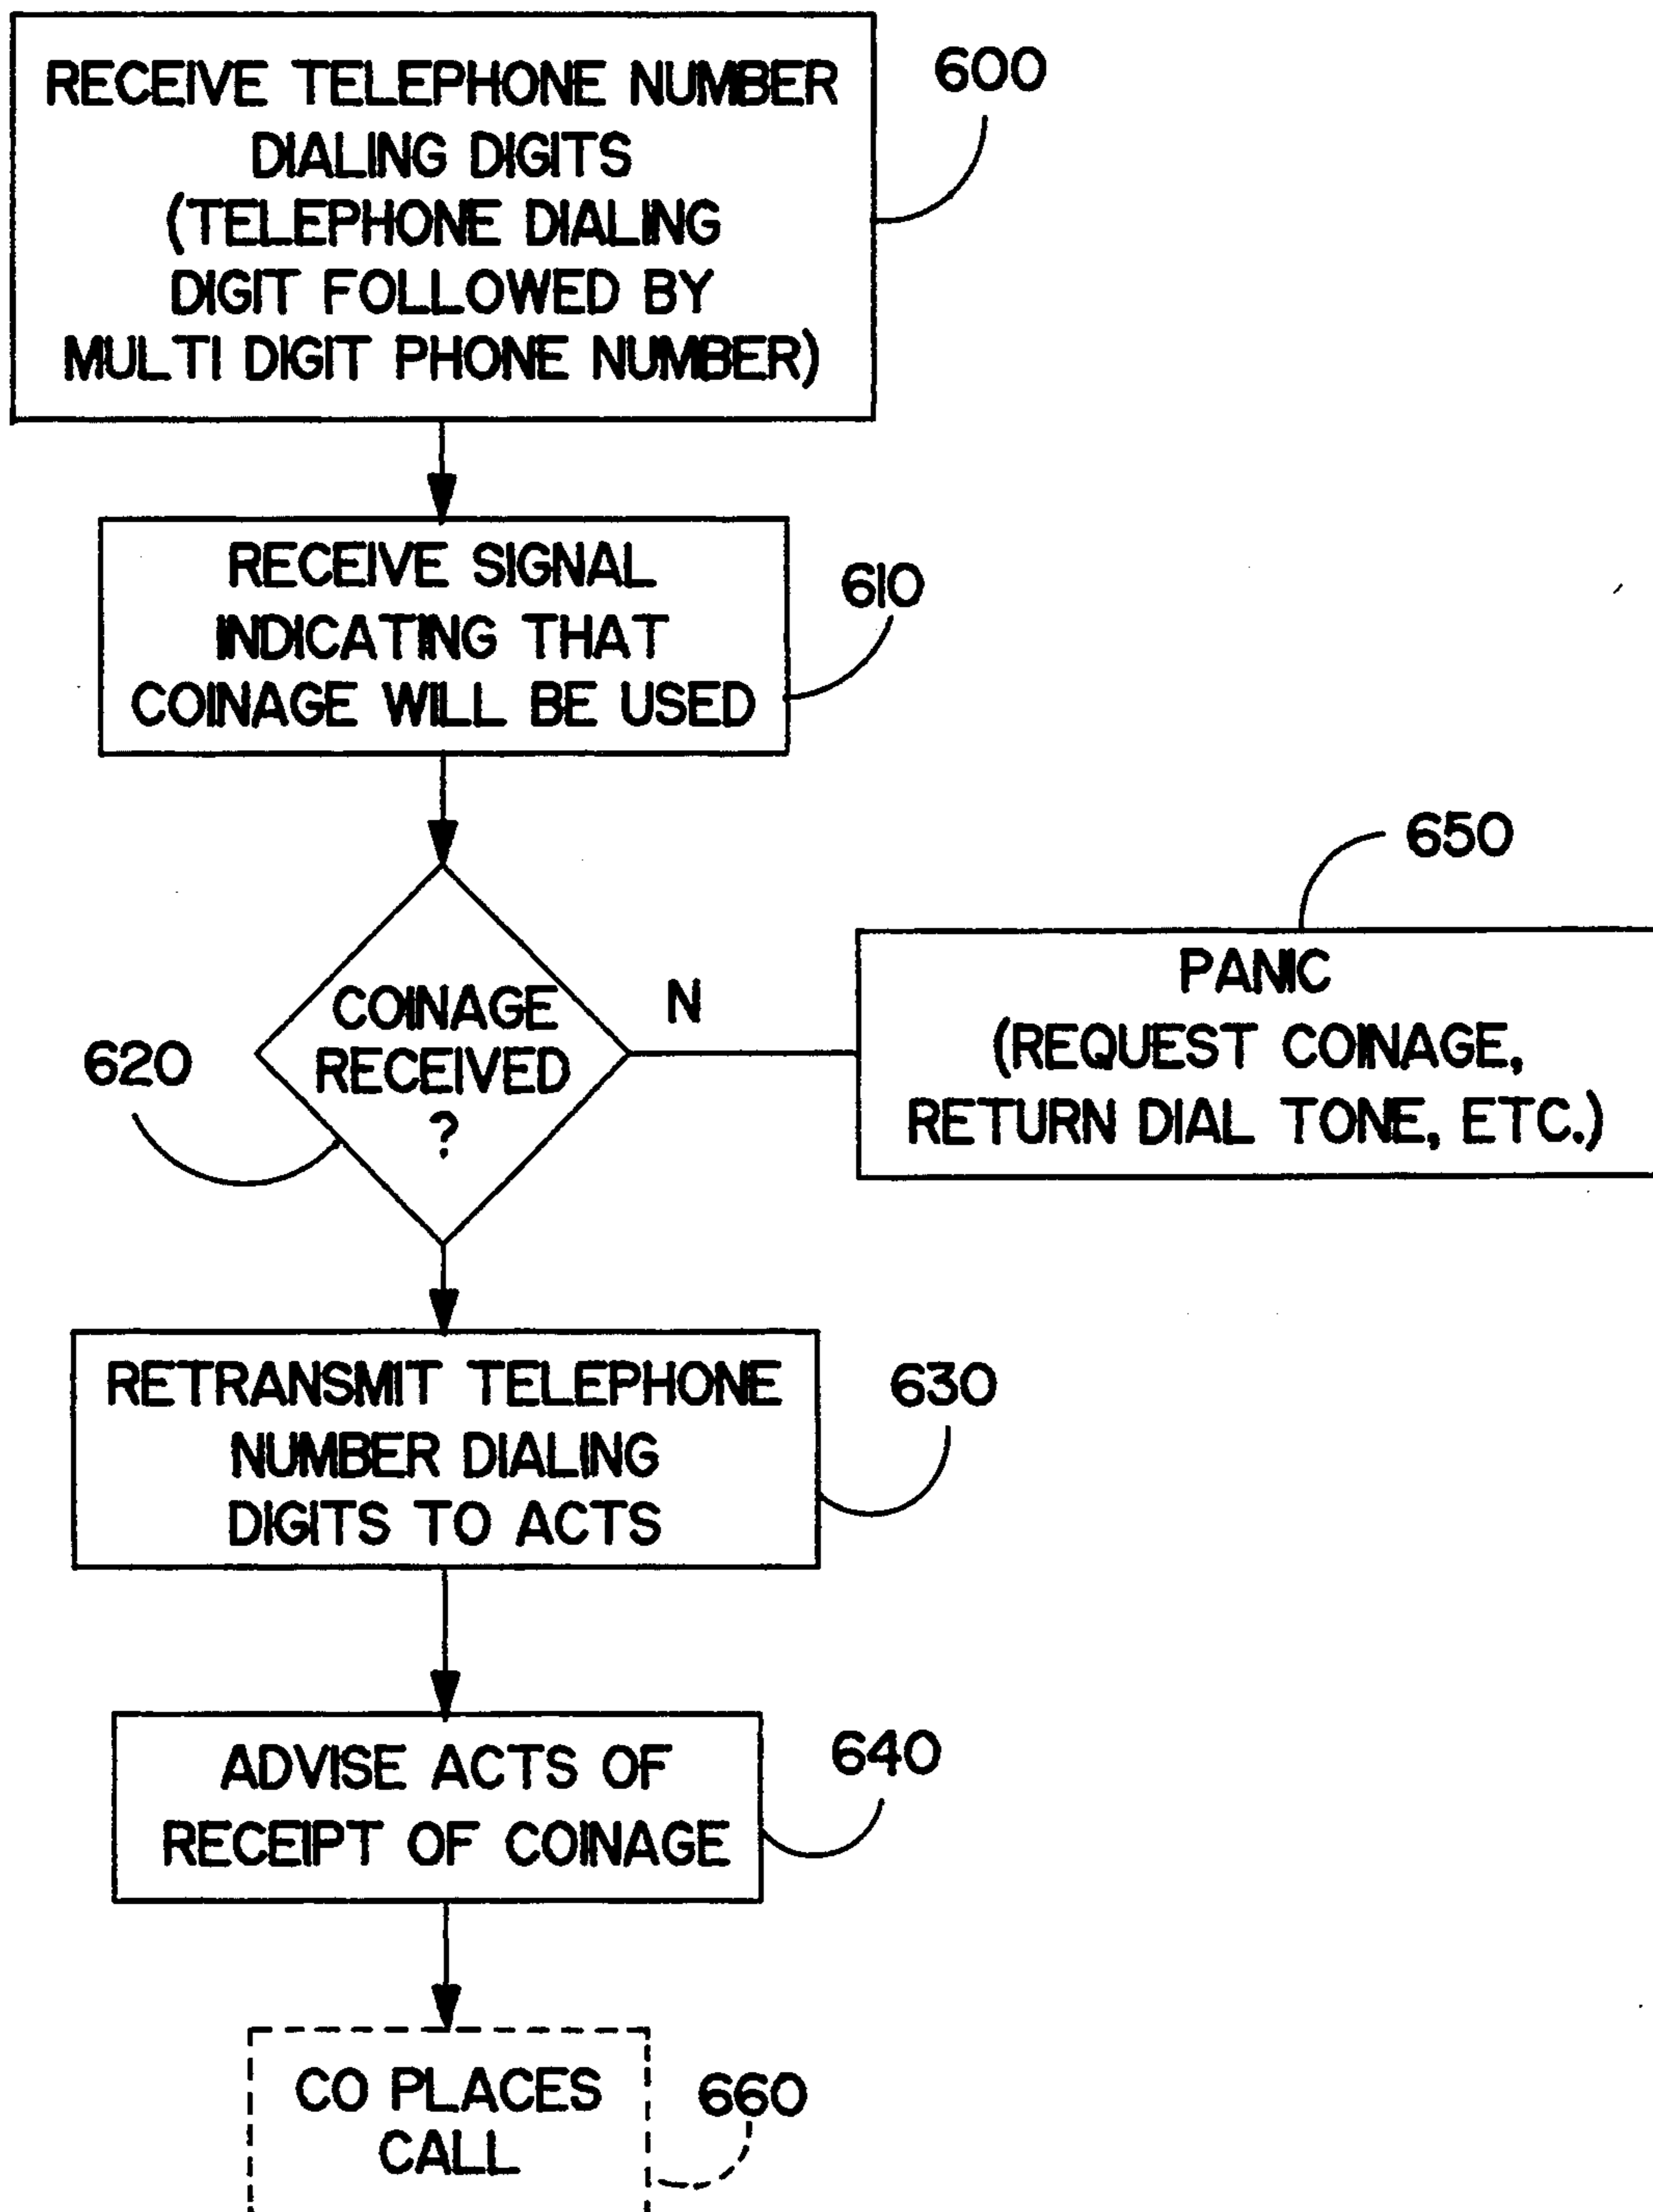 RECEIVE TELEPHONE NUMBER
DIALING DIGITS
(TELEPHONE DIALING
DIGIT FOLLOWED BY
MULTI DIGIT PHONE NUMBER)
600
RECEIVE SIGNAL
INDICATING THAT
COINAGE WILL BE USED
610
COINAGE
RECEIVED
?
620
N
650
PANIC
(REQUEST COINAGE,
RETURN DIAL TONE, ETC.)
RETRANSMIT TELEPHONE
NUMBER DIALING
DIGITS TO ACTS
630
ADVISE ACTS OF
RECEIPT OF COINAGE
640
CO PLACES
CALL
660